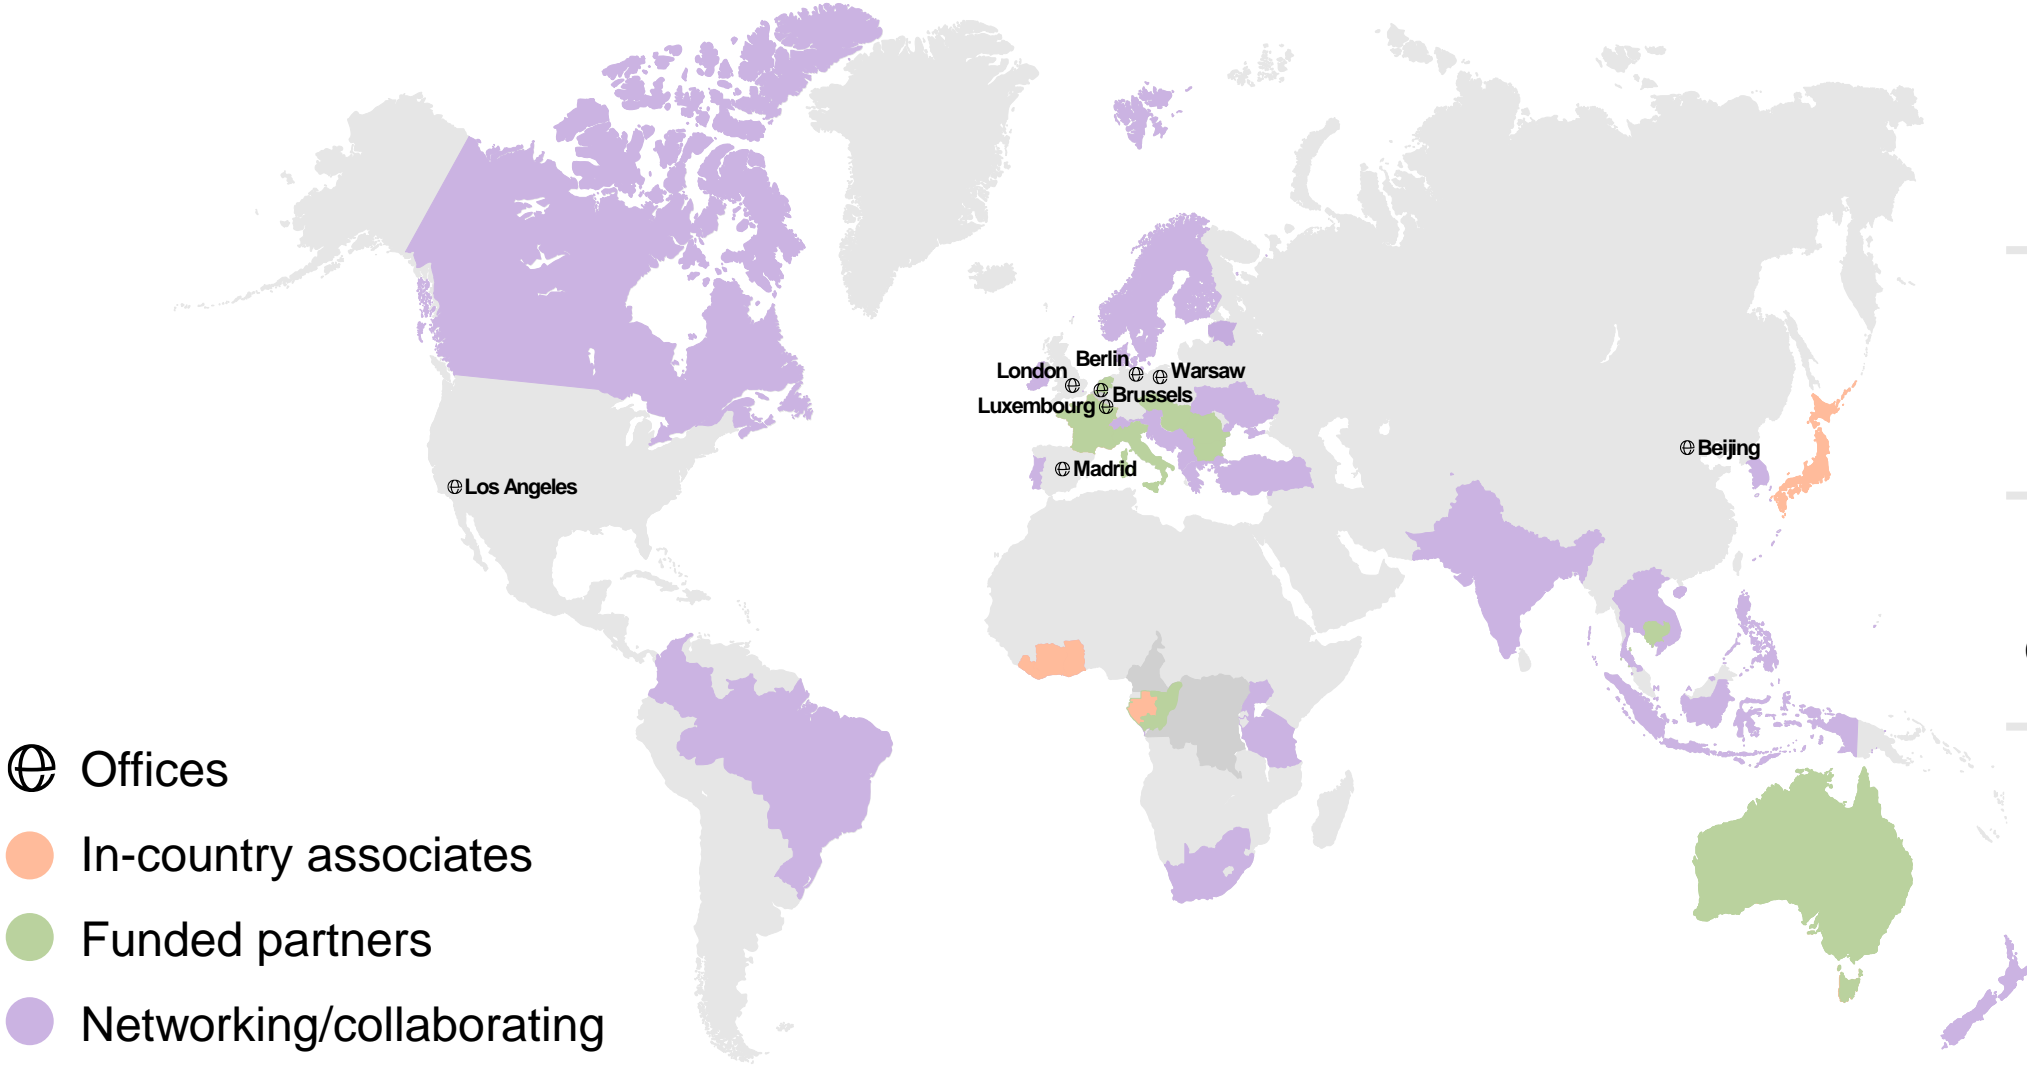 Berlin
London
Warsaw
Brussels
Luxembourg
Beijing
Madrid
Los Angeles
Offices
In-country associates
Funded partners
Networking/collaborating